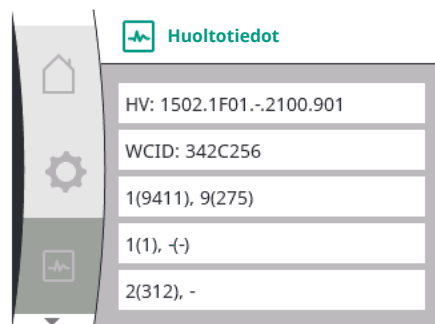 Huoltotiedot
HV: 1502.1F01.-.2100.901
WCID: 342C256
1(9411), 9(275)
1(1), -(-)
2(312), -